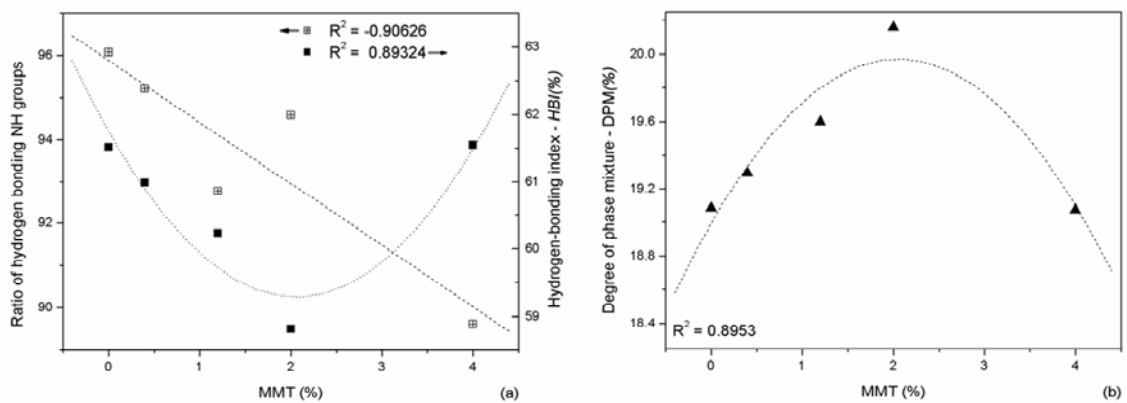 R² = -0.90626
R² = 0.89324
Ratio of hydrogen bonding NH groups
96
94
92
90
63
62
61
60
59
Hydrogen-bonding index - HBI(%)
0 1 2 3 4
MMT (%)
(a)
Degree of phase mixture - DPM(%)
20.0
19.6
19.2
18.8
18.4
R² = 0.8953
0 1 2 3 4
MMT (%)
(b)